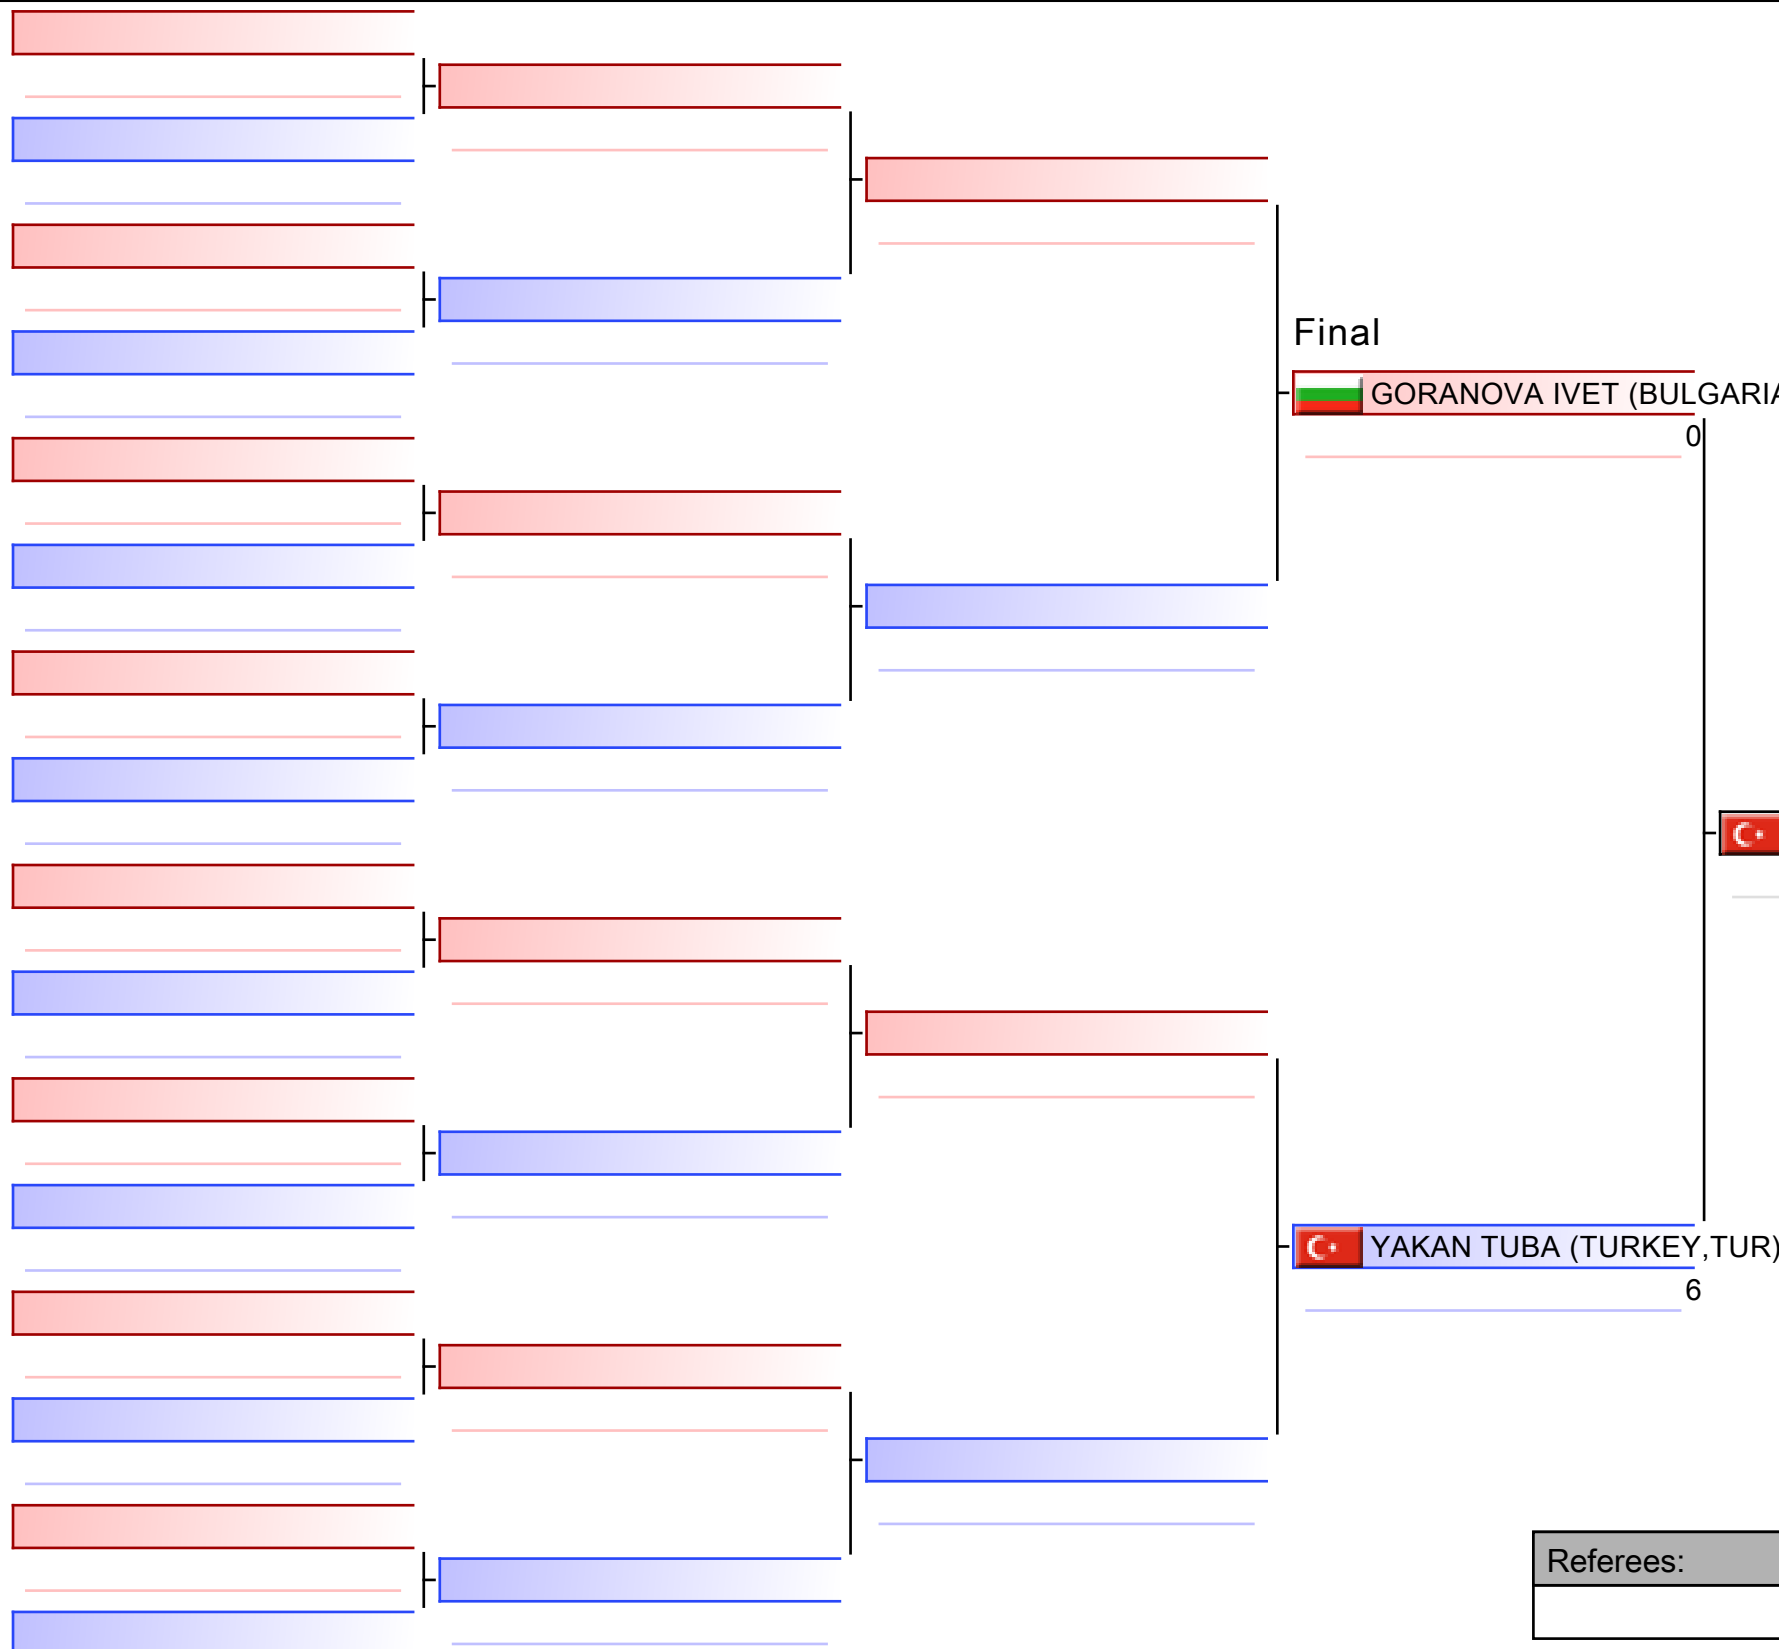 Final
GORANOVA IVET (BULGARIA
0
YAKAN TUBA (TURKEY,TUR)
6
Referees: